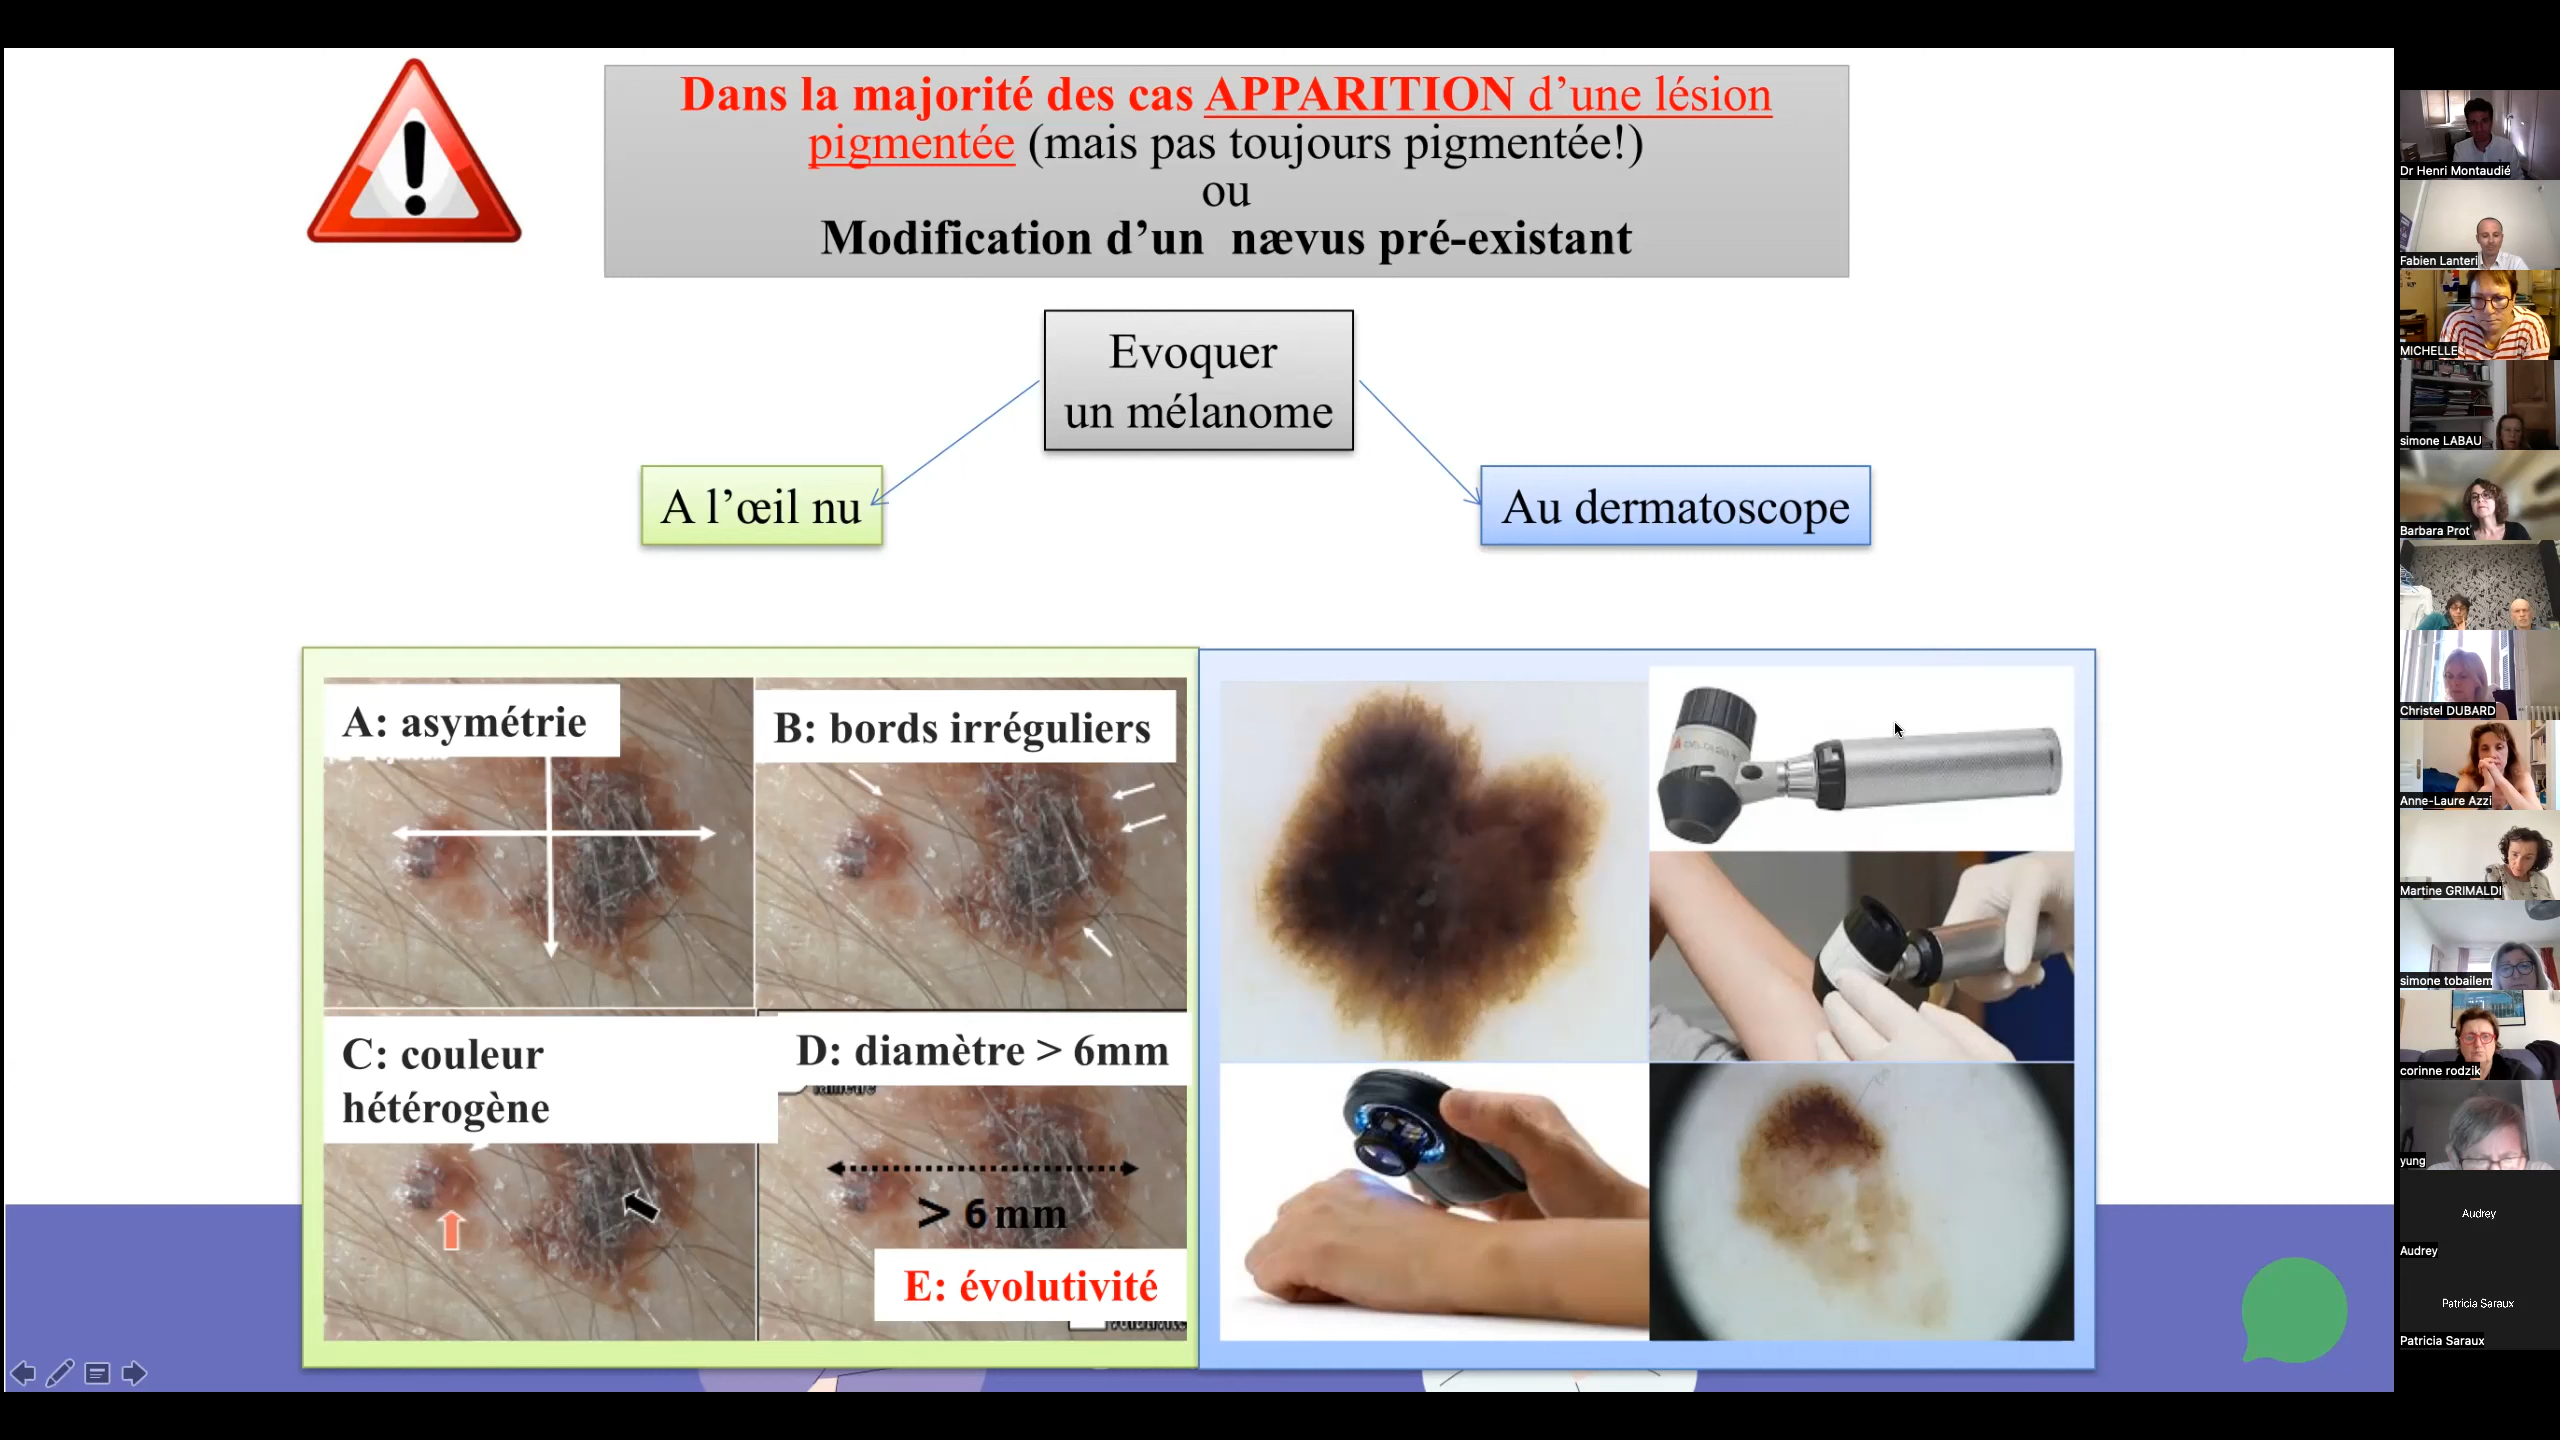 Dans la majorité des cas APPARITION d’une lésion
pigmentée (mais pas toujours pigmentée!)
ou
Modification d’un nævus pré-existant
Evoquer
un mélanome
A l’œil nu
Au dermatoscope
A: asymétrie
B: bords irréguliers
C: couleur
hétérogène
D: diamètre > 6mm
> 6 mm
E: évolutivité
Dr Henri Montaudié
Fabien Lanteri
MICHELLE
simone LABAU
Barbara Prot
Christel DUBARD
Anne-Laure Azzi
Martine GRIMALDI
simone tobailem
corinne rodzik
yung
Audrey
Audrey
Patricia Saraux
Patricia Saraux